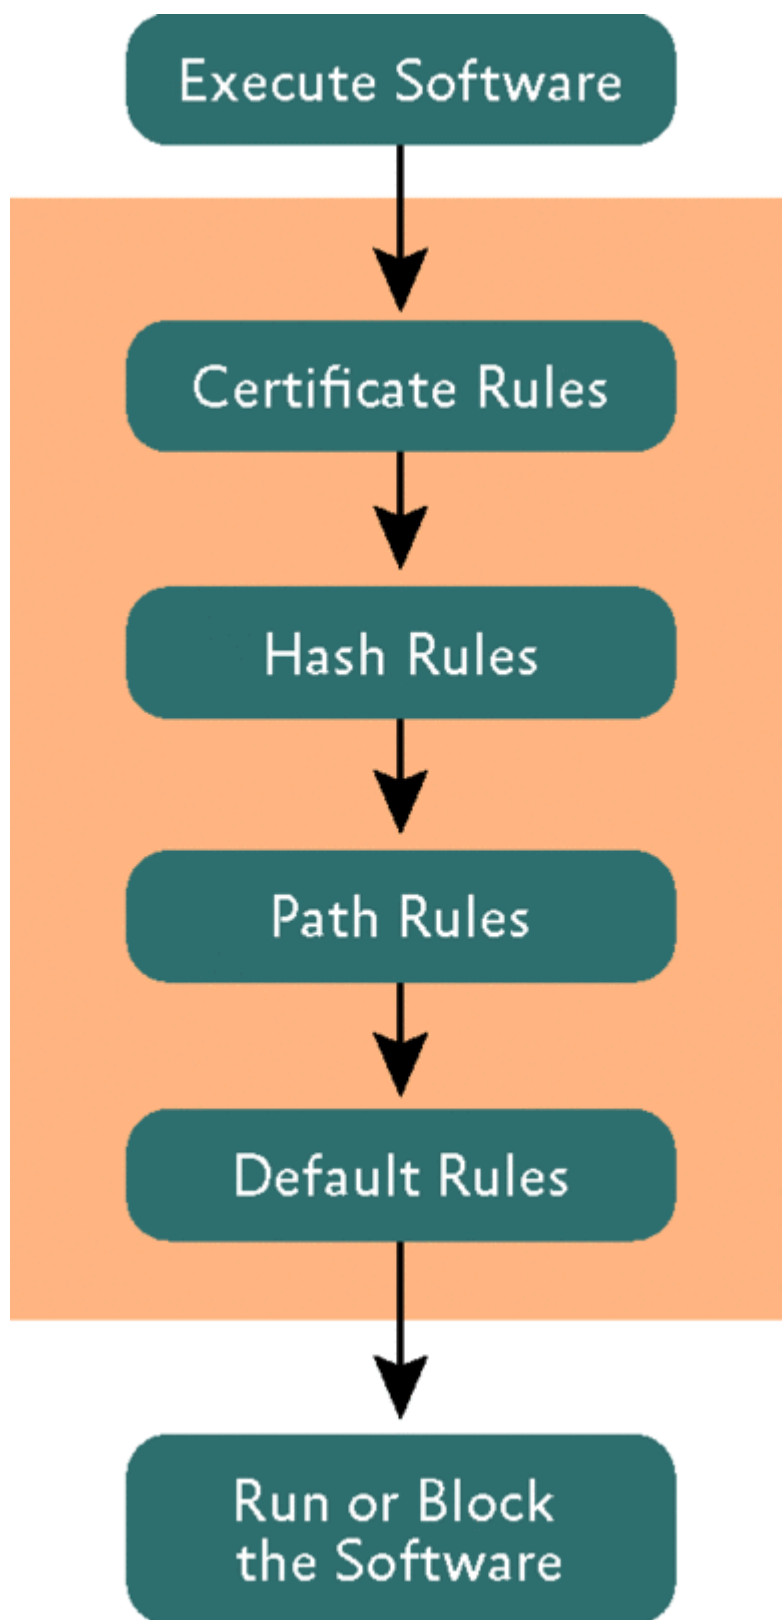 Execute Software
Certificate Rules
Hash Rules
Path Rules
Default Rules
Run or Block
the Software